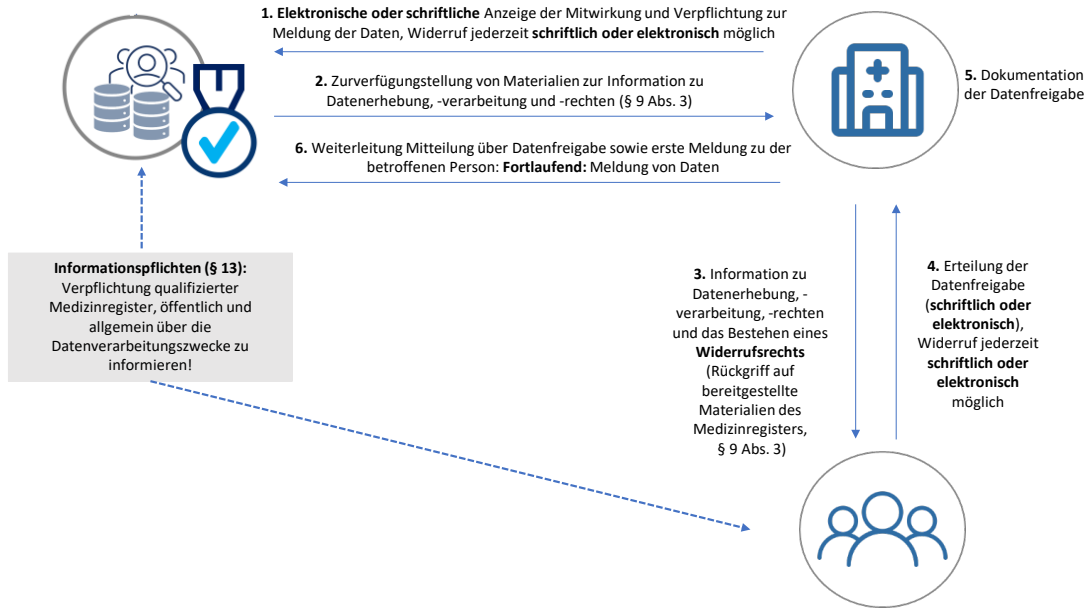 1. Elektronische oder schriftliche Anzeige der Mitwirkung und Verpflichtung zur
Meldung der Daten, Widerruf jederzeit schriftlich oder elektronisch möglich
2. Zurverfügungstellung von Materialien zur Information zu
Datenerhebung, -verarbeitung und -rechten (§ 9 Abs. 3)
5. Dokumentation
der Datenfreigabe
6. Weiterleitung Mitteilung über Datenfreigabe sowie erste Meldung zu der
betroffenen Person: Fortlaufend: Meldung von Daten
Informationspflichten (§ 13):
Verpflichtung qualifizierter
Medizinregister, öffentlich und
allgemein über die
Datenverarbeitungszwecke zu
informieren!
3. Information zu
Datenerhebung, -
verarbeitung, -rechten
und das Bestehen eines
Widerrufsrechts
(Rückgriff auf
bereitgestellte
Materialien des
Medizinregisters,
§ 9 Abs. 3)
4. Erteilung der
Datenfreigabe
(schriftlich oder
elektronisch),
Widerruf jederzeit
schriftlich oder
elektronisch
möglich